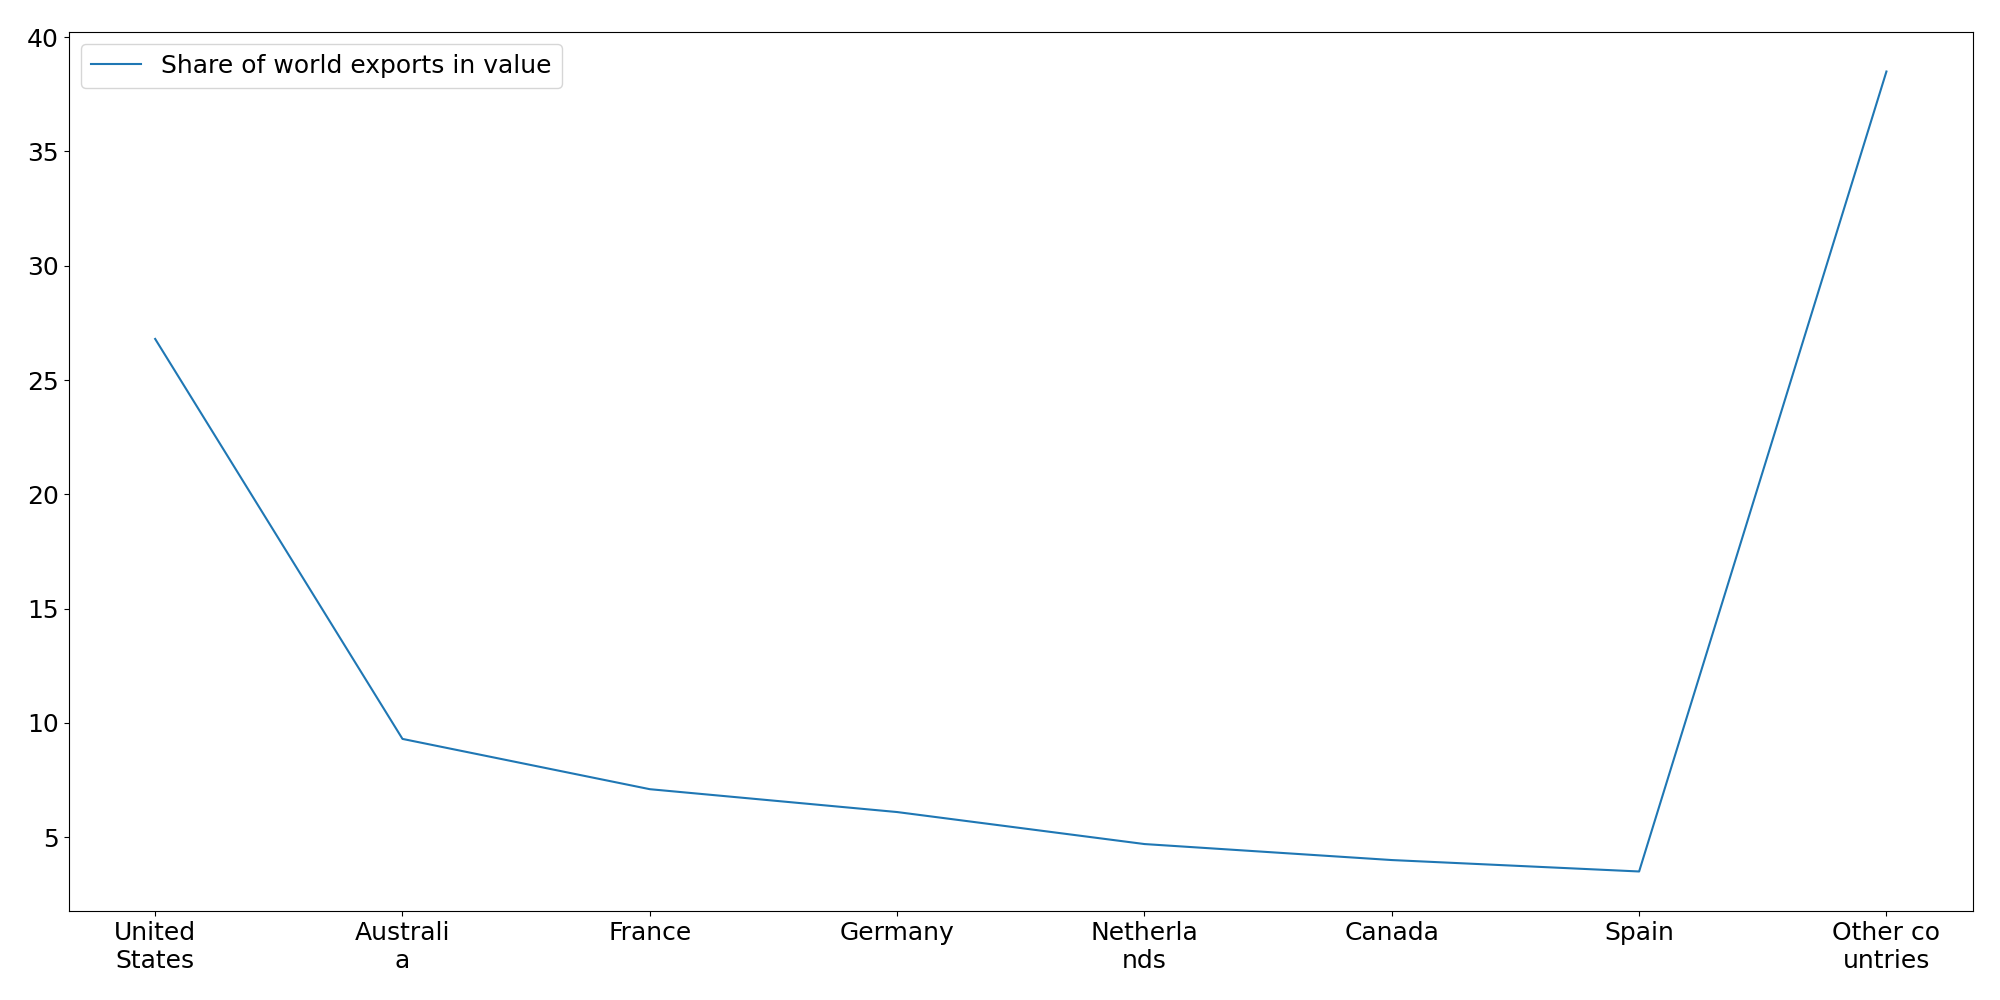 40
35
30
25
20
15
10
5
Share of world exports in value
United
States
Australi
a
France
Germany
Netherla
nds
Canada
Spain
Other co
untries